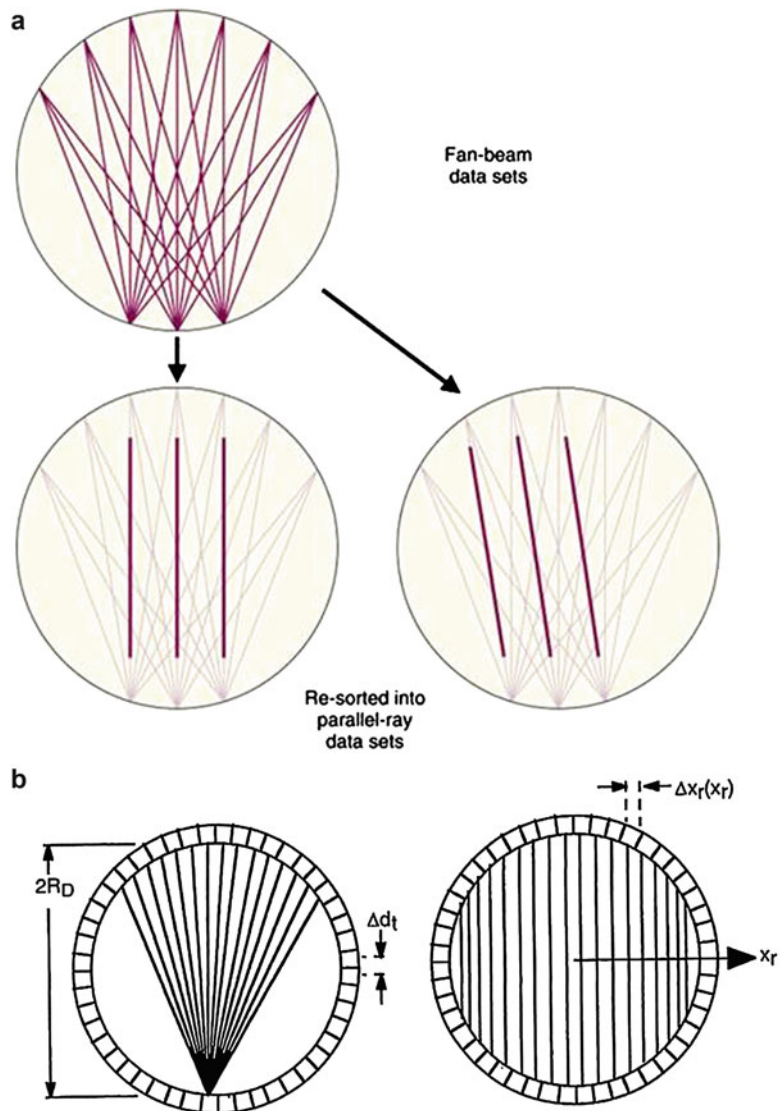 a
Fan-beam
data sets
Re-sorted into
parallel-ray
data sets
b
2R_D
Δd_t
Δx_r(x_r)
x_r